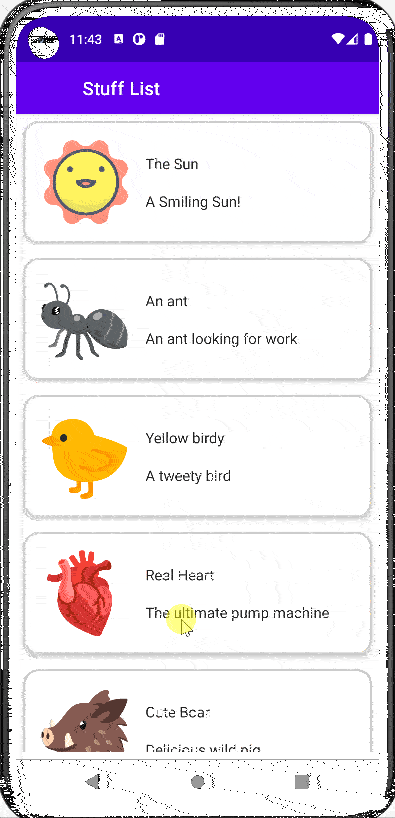 11:43
Stuff List
The Sun
A Smiling Sun!
An ant
An ant looking for work
Yellow birdy
A tweety bird
Real Heart
The ultimate pump machine
Cute Boar
Delicious wild pig